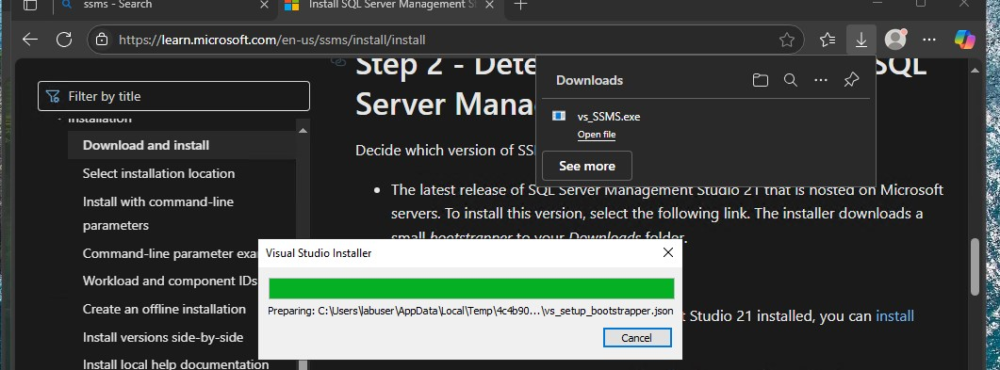 ssms - Search
Install SQL Server Management S
https://learn.microsoft.com/en-us/ssms/install/install
Filter by title
Installation
Download and install
Select installation location
Install with command-line
parameters
Command-line parameter exa
Workload and component IDs
Create an offline installation
Install versions side-by-side
Install local help documentation
Step 2 - Dete
SQL
Server Mana
Decide which version of SS
The latest release of SQL Server Management Studio 21 that is hosted on Microsoft
servers. To install this version, select the following link. The installer downloads a
small bootstrapper to your Downloads folder.
t Studio 21 installed, you can install
Downloads
vs_SSMS.exe
Open file
See more
Visual Studio Installer
Preparing: C:\Users\labuser\AppData\Local\Temp\4c4b90...\vs_setup_bootstrapper.json
Cancel